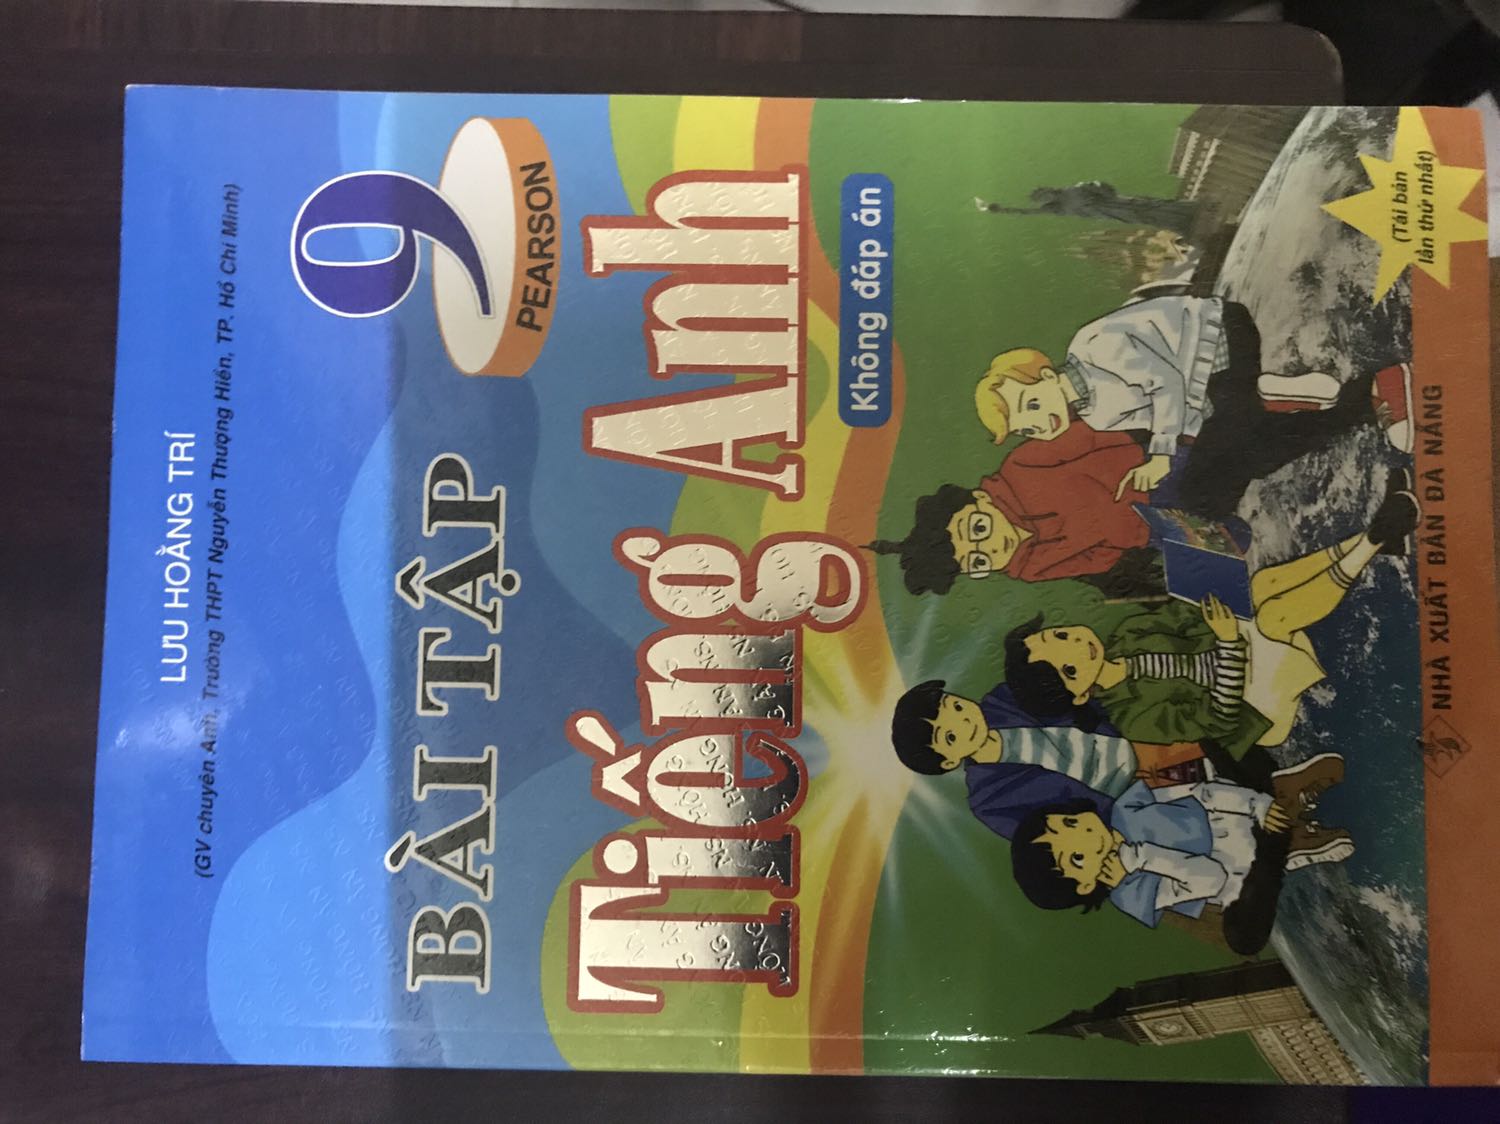 LƯU HOẰNG TRÍ
(GV chuyên Anh, Trường THPT Nguyễn Thượng Hiền, TP. Hồ Chí Minh)
9
PEARSON
BÀI TẬP
Tiếng Anh
Không đáp án
(Tái bản
lần thứ nhất)
NHÀ XUẤT BẢN ĐÀ NẴNG